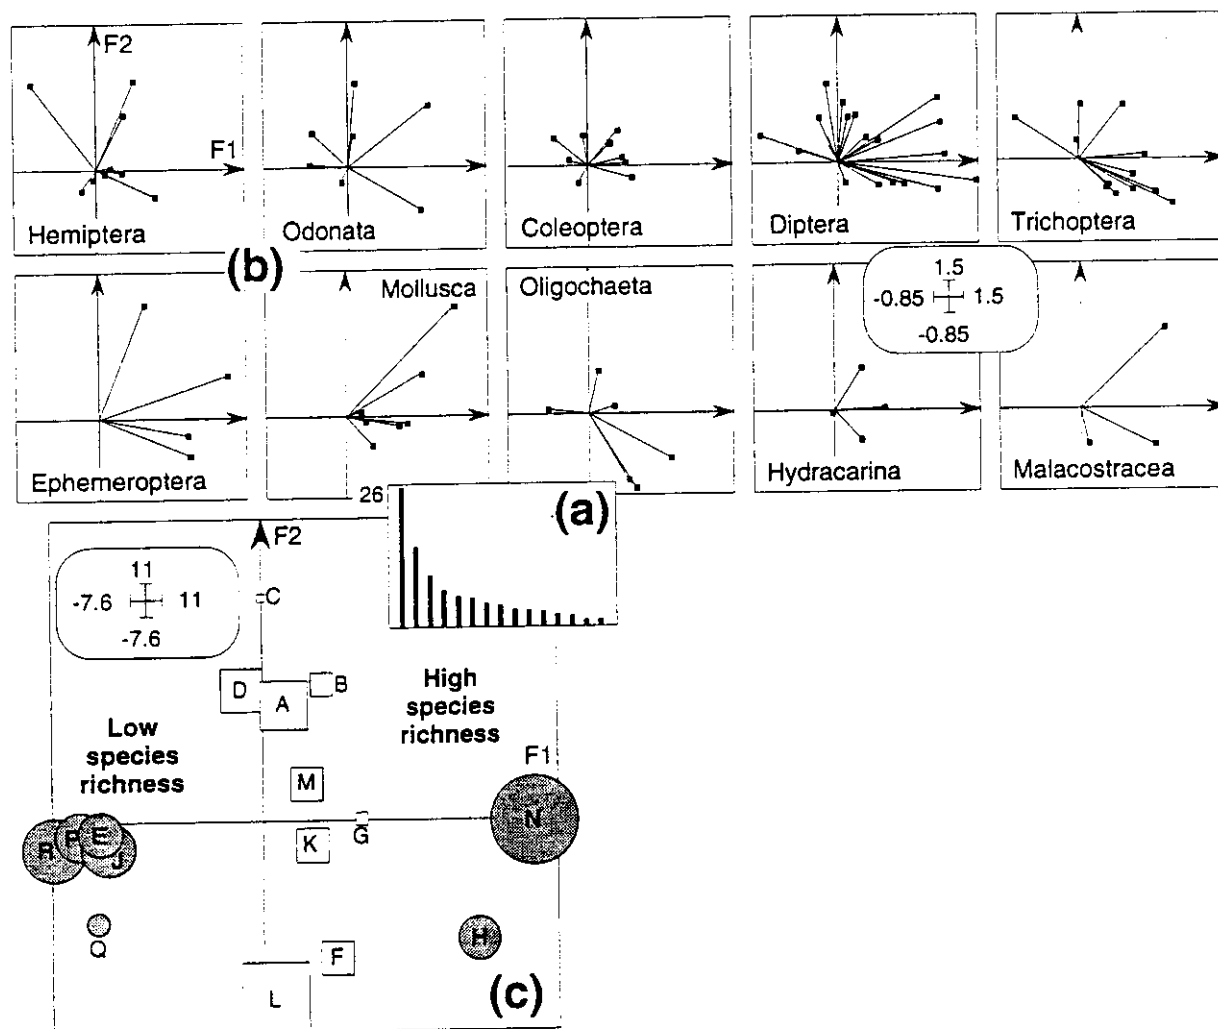 F2
F1
Hemiptera
Odonata
Coleoptera
Diptera
Trichoptera
(b)
Mollusca
Oligochaeta
1.5
-0.85
1.5
-0.85
Ephemeroptera
Hydracarina
Malacostracea
26
(a)
F2
11
-7.6
11
-7.6
C
D
A
B
High
species
richness
Low
species
richness
F1
M
N
G
R
P
E
J
K
Q
H
F
L
(c)